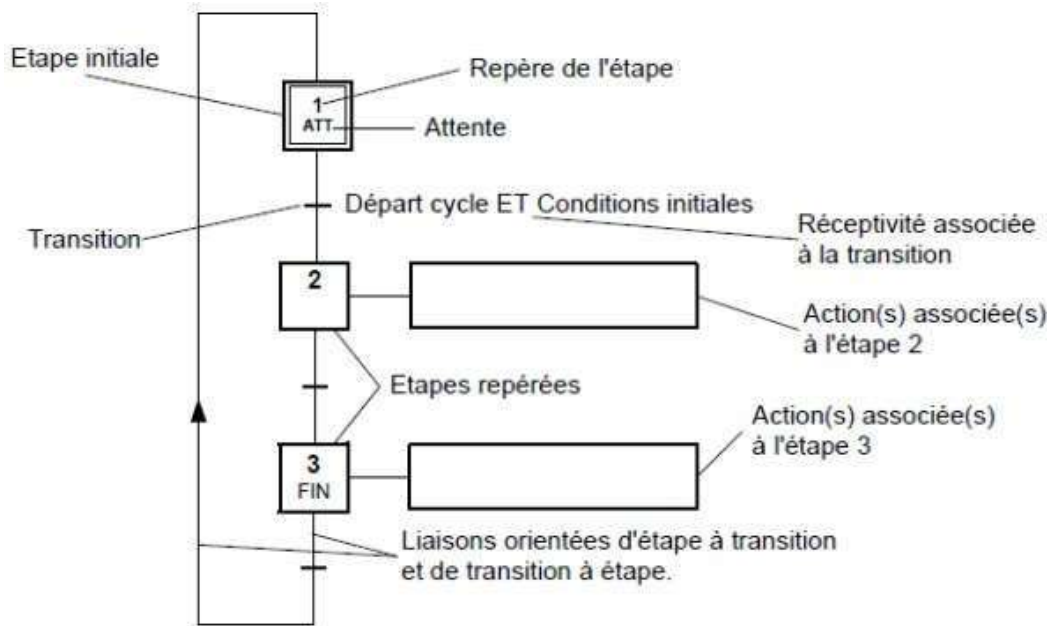 Etape initiale
Repère de l'étape
1
ATT
Attente
Départ cycle ET Conditions initiales
Transition
Réceptivité associée
à la transition
2
Action(s) associée(s)
à l'étape 2
Etapes repérées
Action(s) associée(s)
à l'étape 3
3
FIN
Liaisons orientées d'étape à transition
et de transition à étape.